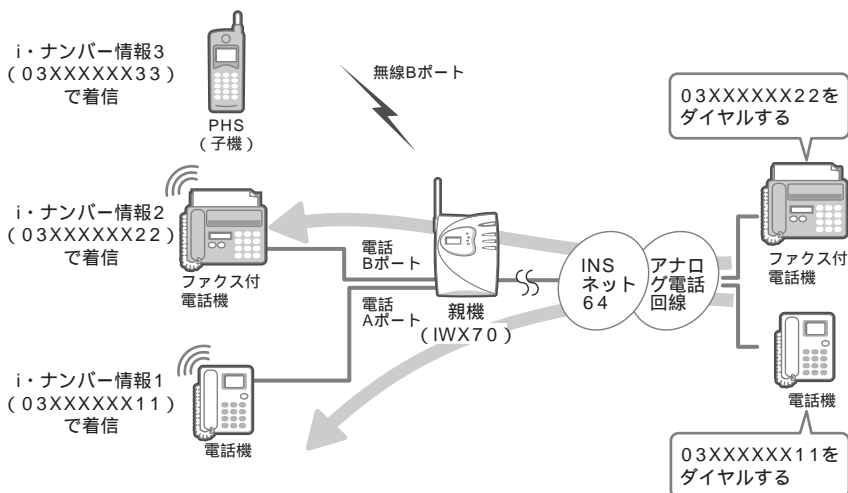 i・ナンバー情報3
(03XXXXXX33)
で着信
PHS
(子機)
無線Bポート
03XXXXXX22を
ダイヤルする
i・ナンバー情報2
(03XXXXXX22)
で着信
ファクス付
電話機
電話
Bポート
電話
Aポート
親機
(IWX70)
INS
ネット
64
アナロ
グ電話
回線
ファクス付
電話機
i・ナンバー情報1
(03XXXXXX11)
で着信
電話機
電話機
03XXXXXX11を
ダイヤルする